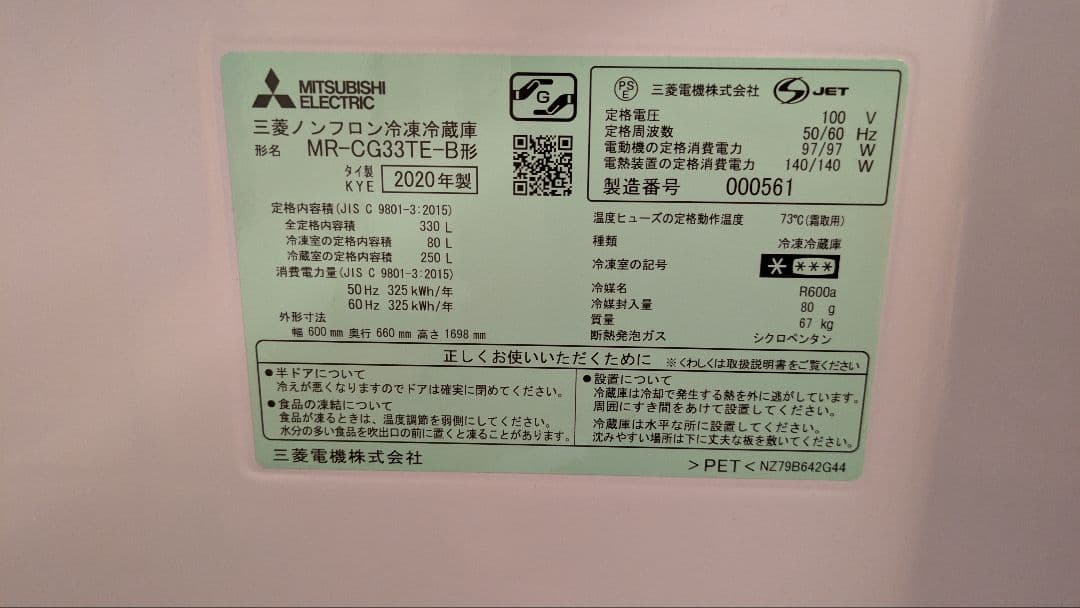 MITSUBISHI
ELECTRIC
G
三菱ノンフロン冷凍冷蔵庫
形名 MR-CG33TE-B形
タイ製
KYE
2020年製
PS
E
三菱電機株式会社
S JET
定格電圧 100 V
定格周波数 50/60 Hz
電動機の定格消費電力 97/97 W
電熱装置の定格消費電力 140/140 W
製造番号 000561
定格内容積(JIS C 9801-3:2015)
全定格内容積 330 L
冷凍室の定格内容積 80 L
冷蔵室の定格内容積 250 L
消費電力量(JIS C 9801-3:2015)
50Hz 325kWh/年
60Hz 325kWh/年
外形寸法
幅 600mm 奥行 660mm 高さ 1698mm
温度ヒューズの定格動作温度 73℃(霜取用)
種類 冷凍冷蔵庫
冷凍室の記号 * ***
冷媒名 R600a
冷媒封入量 80 g
質量 67 kg
断熱発泡ガス シクロペンタン
正しくお使いいただくために ※くわしくは取扱説明書をご覧ください
●半ドアについて
冷えが悪くなりますのでドアは確実に閉めてください。
●食品の凍結について
食品が凍るときは、温度調節を弱側にしてください。
水分の多い食品を吹出口の前に置くと凍ることがあります。
●設置について
冷蔵庫は冷却で発生する熱を外に逃がしています。
周囲にすき間をあけて設置してください。
冷蔵庫は水平な所に設置してください。
沈みやすい場所は下に丈夫な板を敷いてください。
三菱電機株式会社
>PET< NZ79B642G44